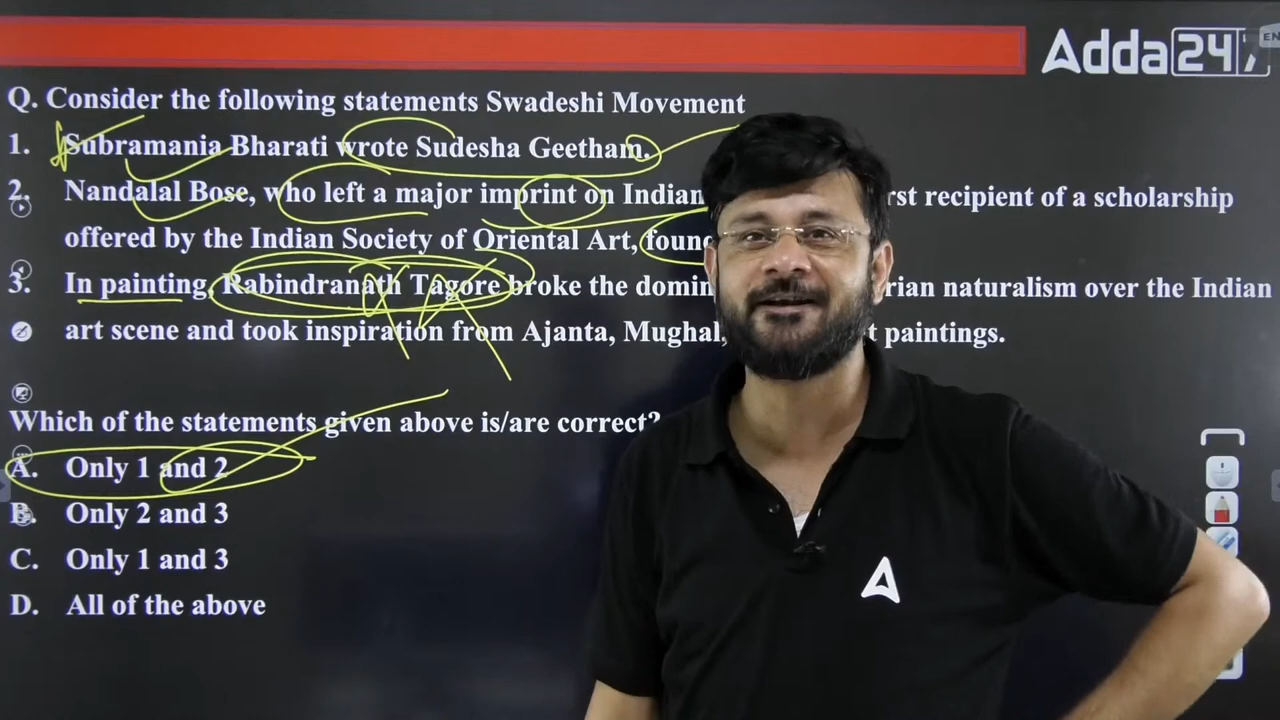 Adda247
EN
Q. Consider the following statements Swadeshi Movement
1. Subramania Bharati wrote Sudesha Geetham.
2. Nandalal Bose, who left a major imprint on Indian rst recipient of a scholarship
offered by the Indian Society of Oriental Art, found
3. In painting, Rabindranath Tagore broke the domin rian naturalism over the Indian
art scene and took inspiration from Ajanta, Mughal, t paintings.
Which of the statements given above is/are correct?
A. Only 1 and 2
B. Only 2 and 3
C. Only 1 and 3
D. All of the above